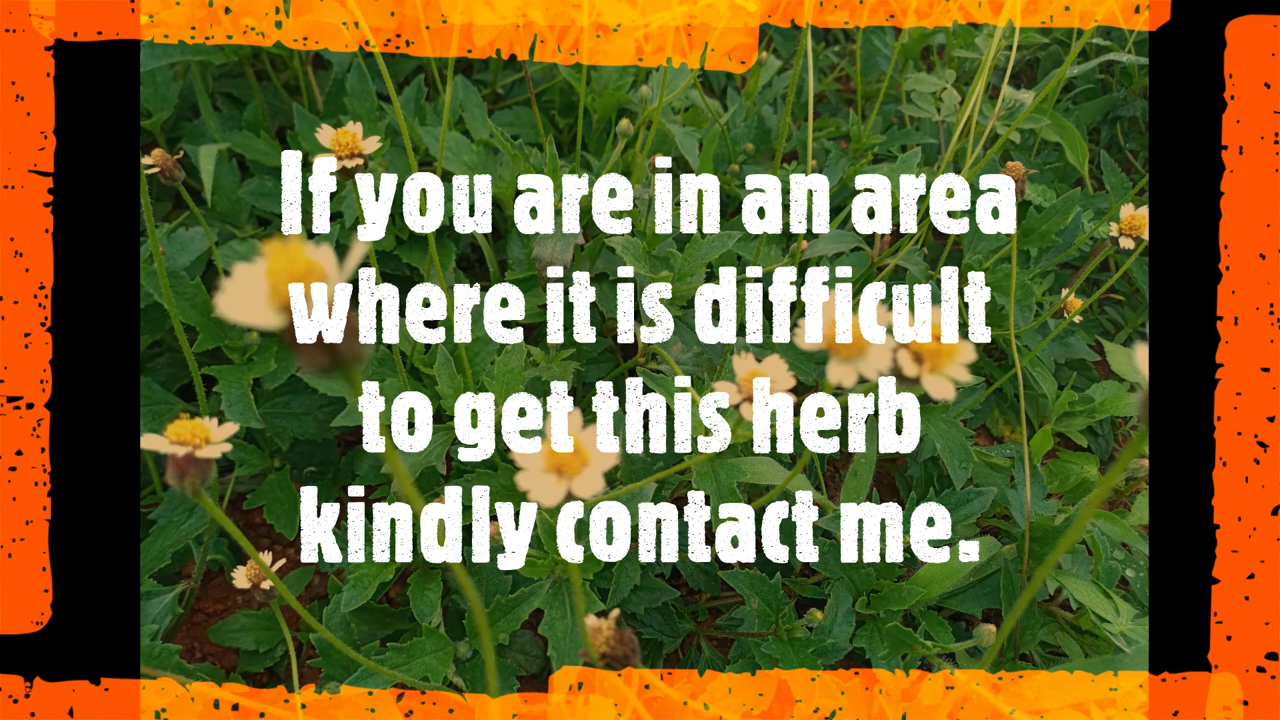 If you are in an area
where it is difficult
to get this herb
kindly contact me.